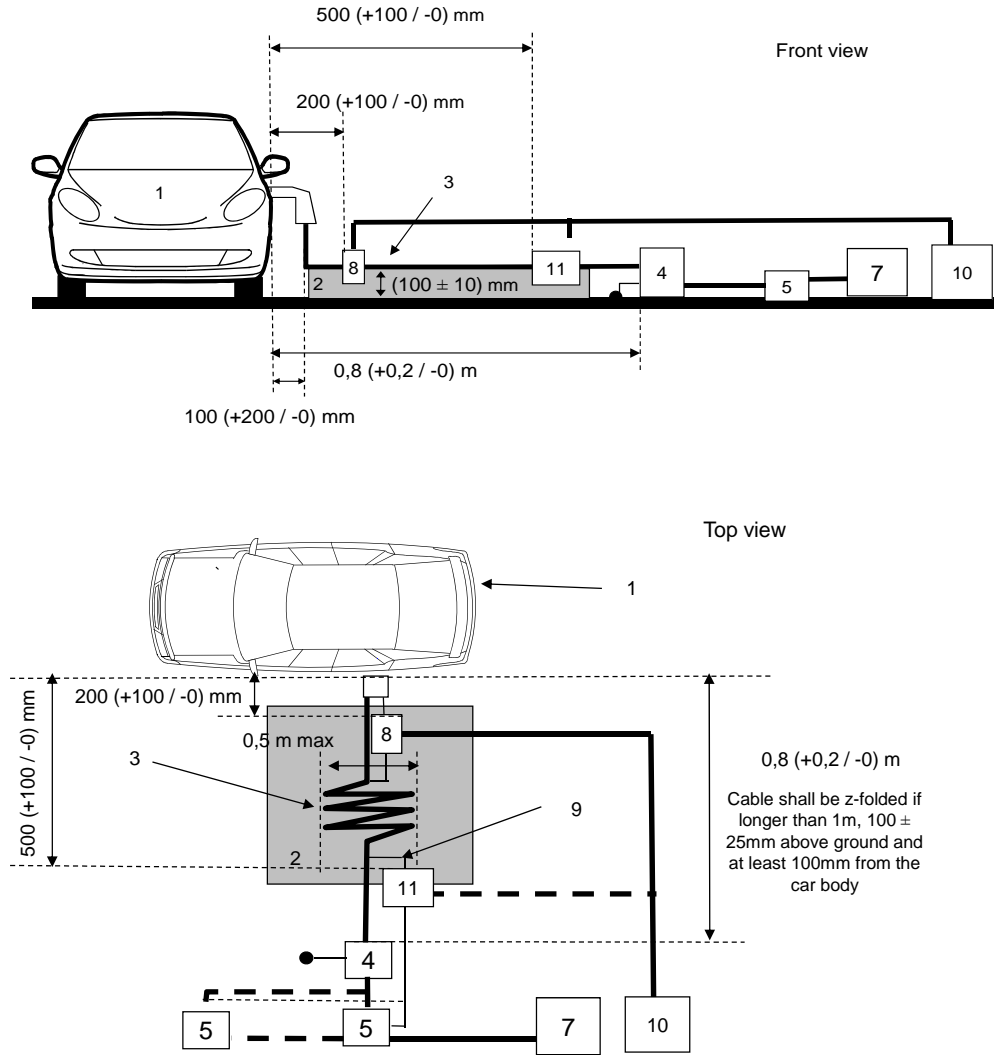 500 (+100 / -0) mm
Front view
200 (+100 / -0) mm
3
1
8
11
4
7
10
2
(100 ± 10) mm
5
0,8 (+0,2 / -0) m
100 (+200 / -0) mm
Top view
1
200 (+100 / -0) mm
500 (+100 / -0) mm
8
0,5 m max
3
0,8 (+0,2 / -0) m
9
Cable shall be z-folded if
longer than 1m, 100 ±
25mm above ground and
at least 100mm from the
car body
2
11
4
5
5
7
10